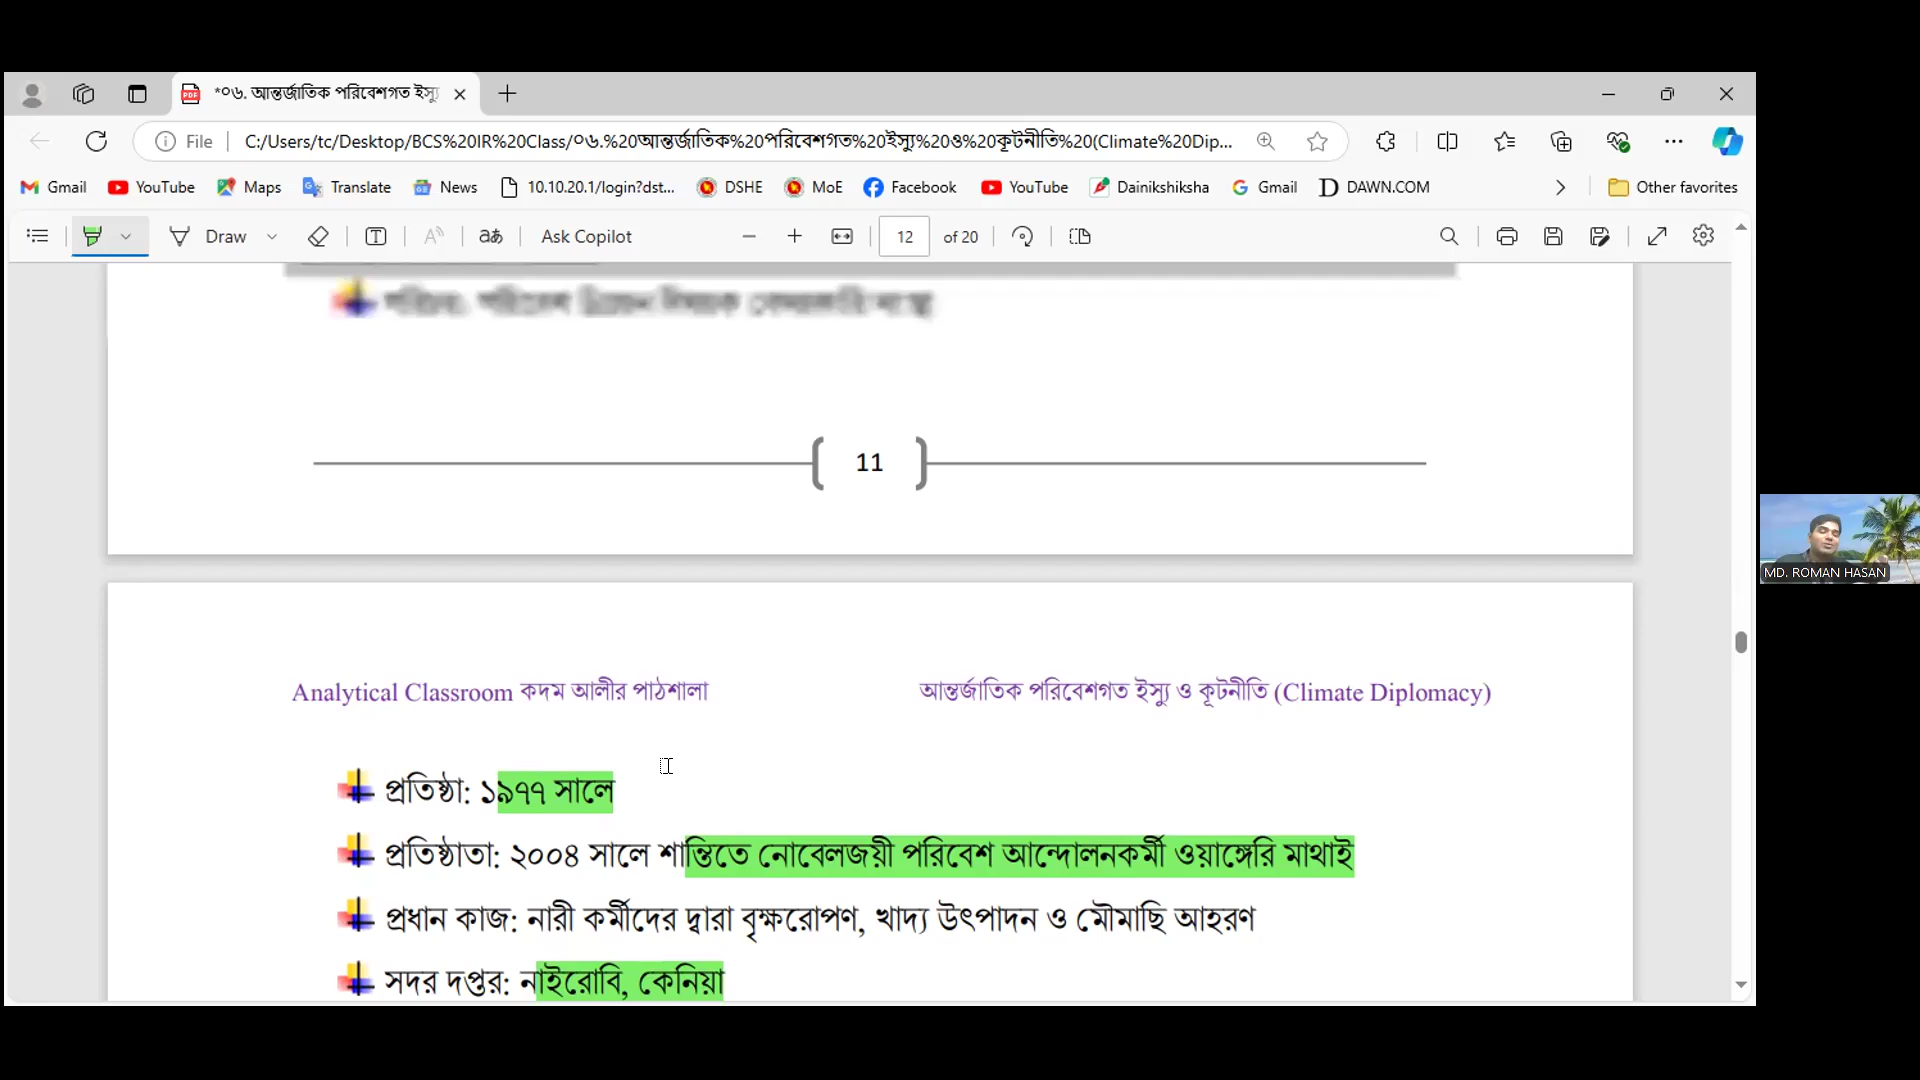 *০৬. আন্তর্জাতিক পরিবেশগত ইস্যু
File C:/Users/tc/Desktop/BCS%20IR%20Class/০৬.%20আন্তর্জাতিক%20পরিবেশগত%20ইস্যু%20ও%20কূটনীতি%20(Climate%20Dip...
Gmail YouTube Maps Translate News 10.10.20.1/login?dst... DSHE MoE Facebook YouTube Dainikshiksha Gmail DAWN.COM Other favorites
Draw Ask Copilot 12 of 20
11
MD. ROMAN HASAN
Analytical Classroom কদম আলীর পাঠশালা আন্তর্জাতিক পরিবেশগত ইস্যু ও কূটনীতি (Climate Diplomacy)
প্রতিষ্ঠা: ১৯৭৭ সালে
প্রতিষ্ঠাতা: ২০০৪ সালে শান্তিতে নোবেলজয়ী পরিবেশ আন্দোলনকর্মী ওয়াঙ্গেরি মাথাই
প্রধান কাজ: নারী কর্মীদের দ্বারা বৃক্ষরোপণ, খাদ্য উৎপাদন ও মৌমাছি আহরণ
সদর দপ্তর: নাইরোবি, কেনিয়া